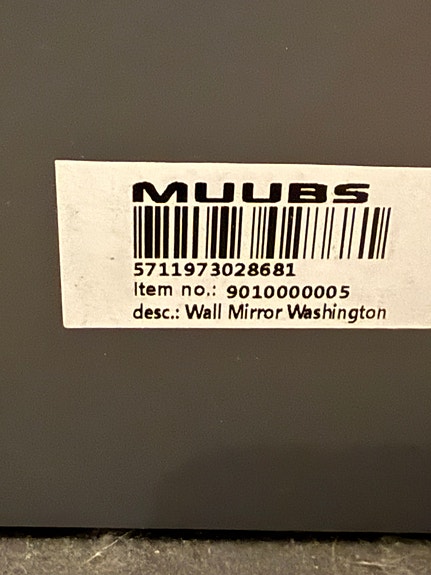 MUUBS
5711973028681
Item no.: 9010000005
desc.: Wall Mirror Washington